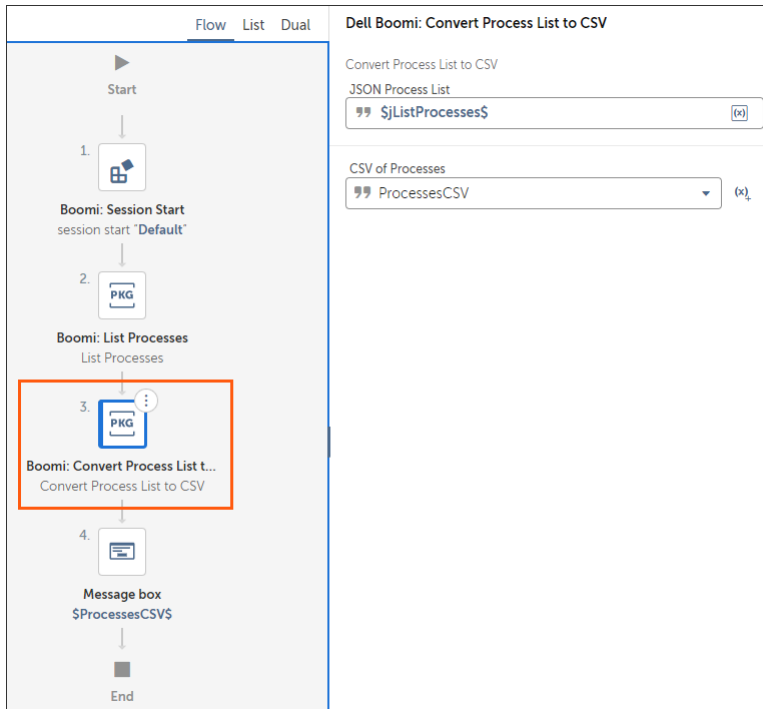 Flow List Dual
Start
1.
Boomi: Session Start
session start "Default"
2.
PKG
Boomi: List Processes
List Processes
3.
PKG
Boomi: Convert Process List t...
Convert Process List to CSV
4.
Message box
$ProcessesCSV$
End
Dell Boomi: Convert Process List to CSV
Convert Process List to CSV
JSON Process List
$jListProcesses$ (x)
CSV of Processes
ProcessesCSV (x)+